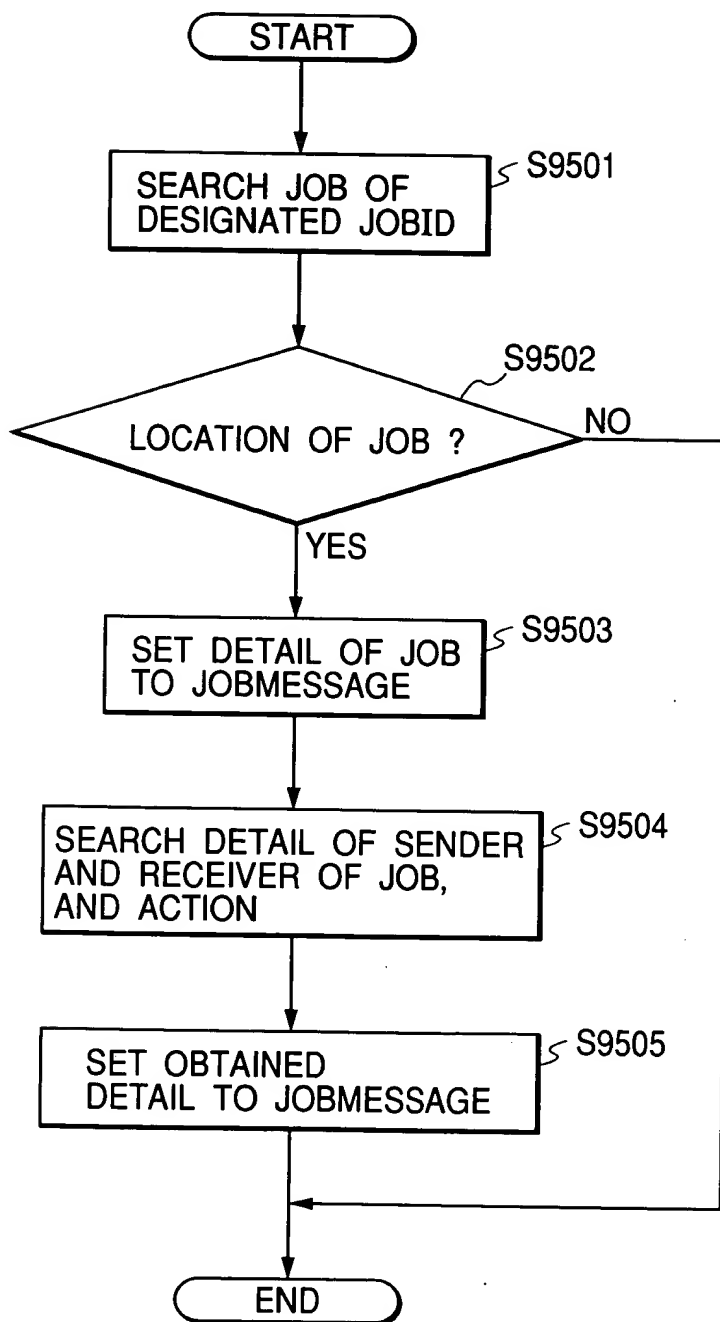 START
S9501
SEARCH JOB OF
DESIGNATED JOBID
S9502
LOCATION OF JOB ?
NO
YES
S9503
SET DETAIL OF JOB
TO JOBMESSAGE
S9504
SEARCH DETAIL OF SENDER
AND RECEIVER OF JOB,
AND ACTION
S9505
SET OBTAINED
DETAIL TO JOBMESSAGE
END